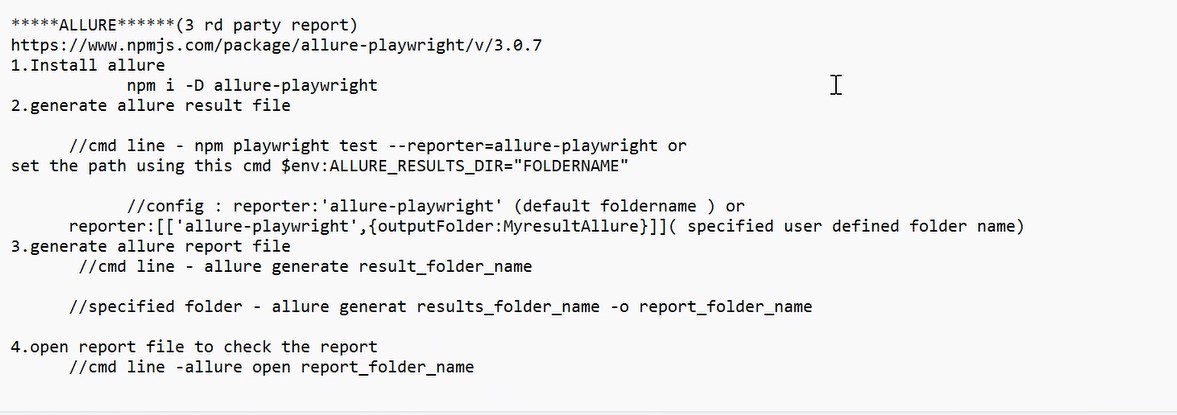 *****ALLURE******(3 rd party report)
https://www.npmjs.com/package/allure-playwright/v/3.0.7
1.Install allure
npm i -D allure-playwright
2.generate allure result file
//cmd line - npm playwright test --reporter=allure-playwright or
set the path using this cmd $env:ALLURE_RESULTS_DIR="FOLDERNAME"
//config : reporter:'allure-playwright' (default foldername ) or
reporter:[['allure-playwright',{outputFolder:MyresultAllure}]]( specified user defined folder name)
3.generate allure report file
//cmd line - allure generate result_folder_name
//specified folder - allure generat results_folder_name -o report_folder_name
4.open report file to check the report
//cmd line -allure open report_folder_name